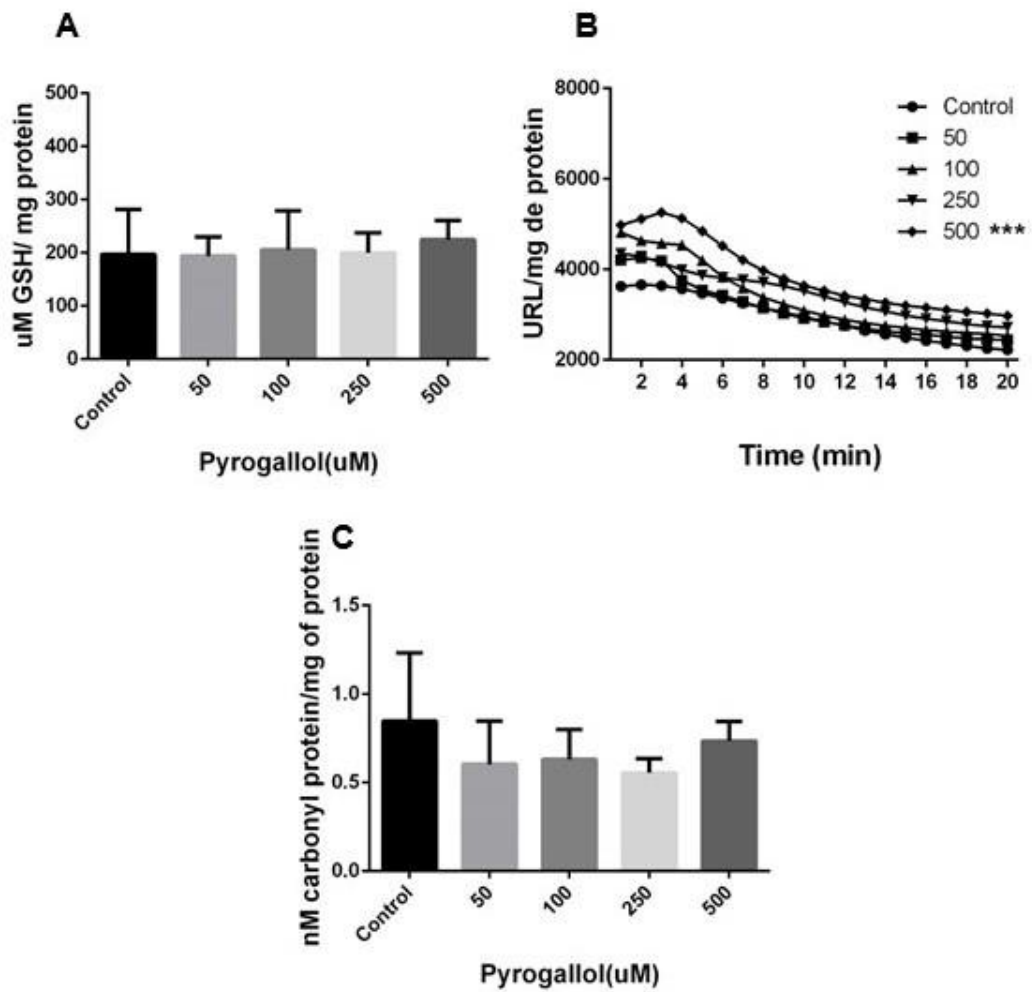 A
uM GSH/ mg protein
500
400
300
200
100
0
Control
50
100
250
500
Pyrogallol(uM)
B
URL/mg de protein
8000
6000
4000
2000
Control
50
100
250
500 ***
2 4 6 8 10 12 14 16 18 20
Time (min)
C
nM carbonyl protein/mg of protein
1.5
1.0
0.5
0.0
Control
50
100
250
500
Pyrogallol(uM)